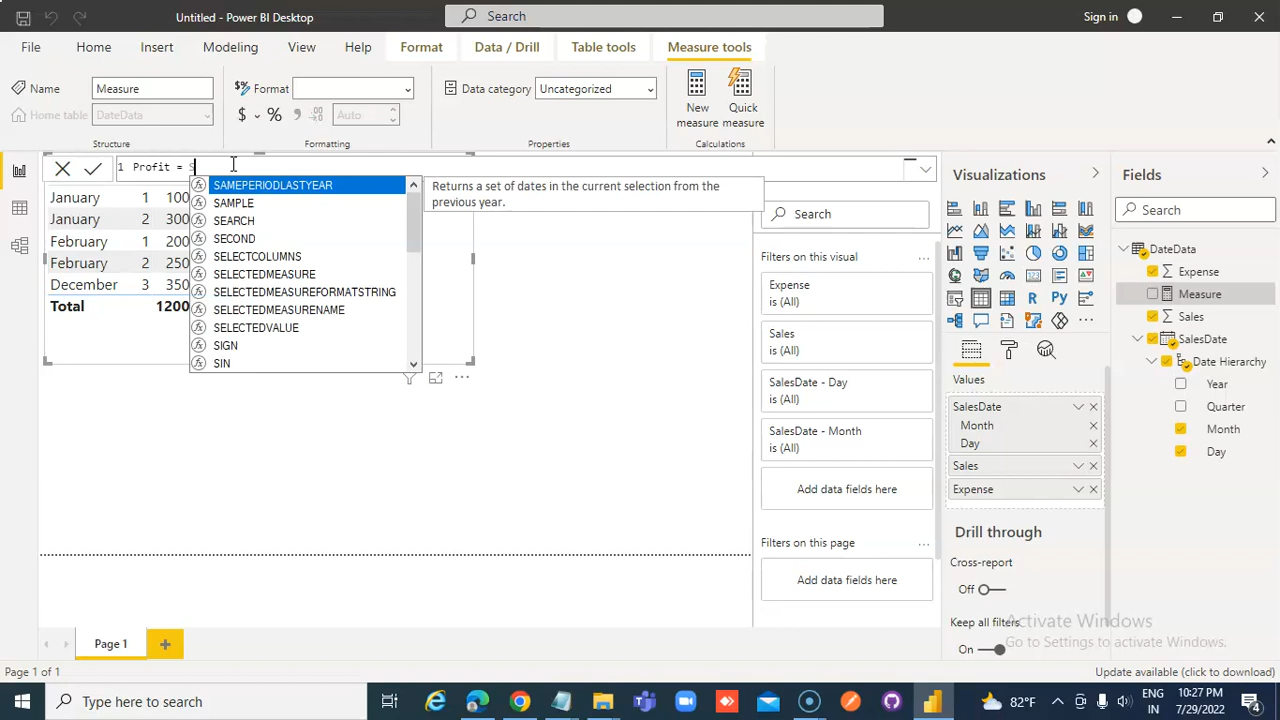 Untitled - Power BI Desktop
Search
Sign in
File
Home
Insert
Modeling
View
Help
Format
Data / Drill
Table tools
Measure tools
Name
Measure
Home table
DateData
Structure
Format
$
%
Auto
Formatting
Data category
Uncategorized
Properties
New measure
Quick measure
Calculations
1 Profit = S
January 1 100
January 2 300
February 1 200
February 2 250
December 3 350
Total 1200
SAMEPERIODLASTYEAR
SAMPLE
SEARCH
SECOND
SELECTCOLUMNS
SELECTEDMEASURE
SELECTEDMEASUREFORMATSTRING
SELECTEDMEASURENAME
SELECTEDVALUE
SIGN
SIN
Returns a set of dates in the current selection from the
previous year.
Search
Filters on this visual
Expense
is (All)
Sales
is (All)
SalesDate - Day
is (All)
SalesDate - Month
is (All)
Add data fields here
Filters on this page
Add data fields here
Visualizations
R
Py
Values
SalesDate
Month
Day
Sales
Expense
Drill through
Cross-report
Off
Keep all filters
On
Fields
Search
DateData
Expense
Measure
Sales
SalesDate
Date Hierarchy
Year
Quarter
Month
Day
Activate Windows
Go to Settings to activate Windows.
Page 1
Page 1 of 1
Update available (click to download)
Type here to search
82°F
ENG
IN
10:27 PM
7/29/2022
4